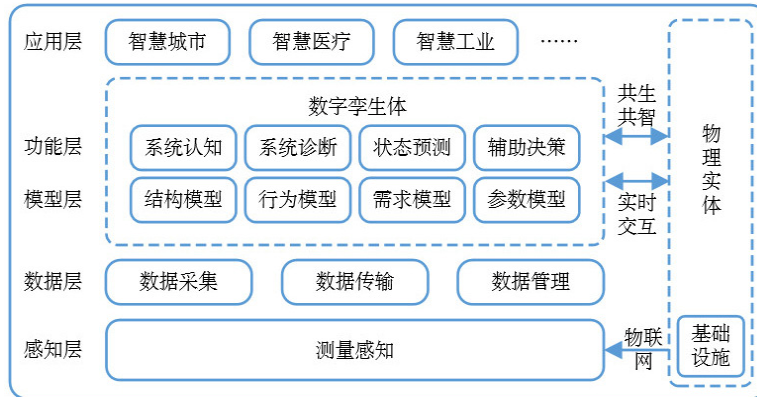 应用层 智慧城市 智慧医疗 智慧工业 ……
数字孪生体
共生
共智
功能层 系统认知 系统诊断 状态预测 辅助决策
模型层 结构模型 行为模型 需求模型 参数模型
实时
交互
物理实体
数据层 数据采集 数据传输 数据管理
感知层 测量感知
物联
网
基础
设施